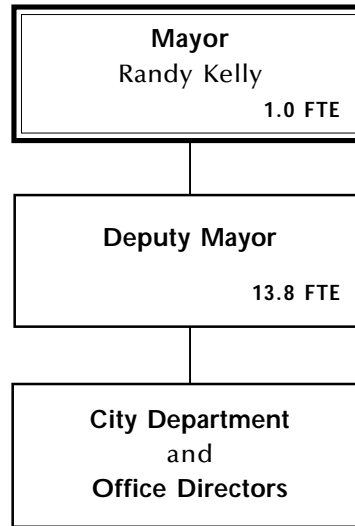 Mayor
Randy Kelly
1.0 FTE
Deputy Mayor
13.8 FTE
City Department
and
Office Directors